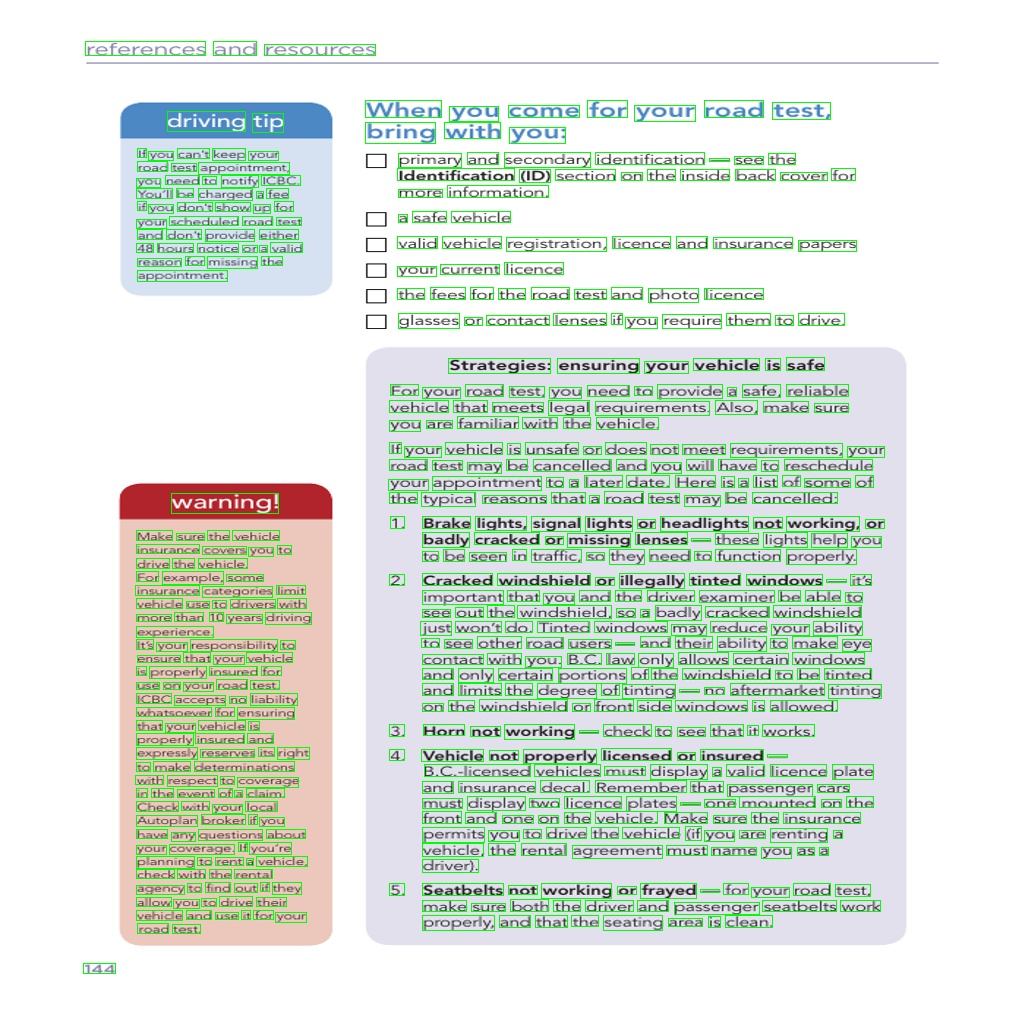 references and resources
driving tip
If you can't keep your
road test appointment,
you need to notify ICBC.
You'll be charged a fee
if you don't show up for
your scheduled road test
and don't provide either
48 hours notice or a valid
reason for missing the
appointment.
warning!
Make sure the vehicle
insurance covers you to
drive the vehicle.
For example, some
insurance categories limit
vehicle use to drivers with
more than 10 years driving
experience.
It's your responsibility to
ensure that your vehicle
is properly insured for
use on your road test.
ICBC accepts no liability
whatsoever for ensuring
that your vehicle is
properly insured and
expressly reserves its right
to make determinations
with respect to coverage
in the event of a claim.
Check with your local
Autoplan broker if you
have any questions about
your coverage. If you're
planning to rent a vehicle,
check with the rental
agency to find out if they
allow you to drive their
vehicle and use it for your
road test.
When you come for your road test,
bring with you:
primary and secondary identification — see the
Identification (ID) section on the inside back cover for
more information.
a safe vehicle
valid vehicle registration, licence and insurance papers
your current licence
the fees for the road test and photo licence
glasses or contact lenses if you require them to drive.
Strategies: ensuring your vehicle is safe
For your road test, you need to provide a safe, reliable
vehicle that meets legal requirements. Also, make sure
you are familiar with the vehicle.
If your vehicle is unsafe or does not meet requirements, your
road test may be cancelled and you will have to reschedule
your appointment to a later date. Here is a list of some of
the typical reasons that a road test may be cancelled:
1. Brake lights, signal lights or headlights not working, or
badly cracked or missing lenses — these lights help you
to be seen in traffic, so they need to function properly.
2. Cracked windshield or illegally tinted windows — it's
important that you and the driver examiner be able to
see out the windshield, so a badly cracked windshield
just won't do. Tinted windows may reduce your ability
to see other road users — and their ability to make eye
contact with you. B.C. law only allows certain windows
and only certain portions of the windshield to be tinted
and limits the degree of tinting — no aftermarket tinting
on the windshield or front side windows is allowed.
3. Horn not working — check to see that it works.
4. Vehicle not properly licensed or insured —
B.C.-licensed vehicles must display a valid licence plate
and insurance decal. Remember that passenger cars
must display two licence plates — one mounted on the
front and one on the vehicle. Make sure the insurance
permits you to drive the vehicle (if you are renting a
vehicle, the rental agreement must name you as a
driver).
5. Seatbelts not working or frayed — for your road test,
make sure both the driver and passenger seatbelts work
properly, and that the seating area is clean.
144